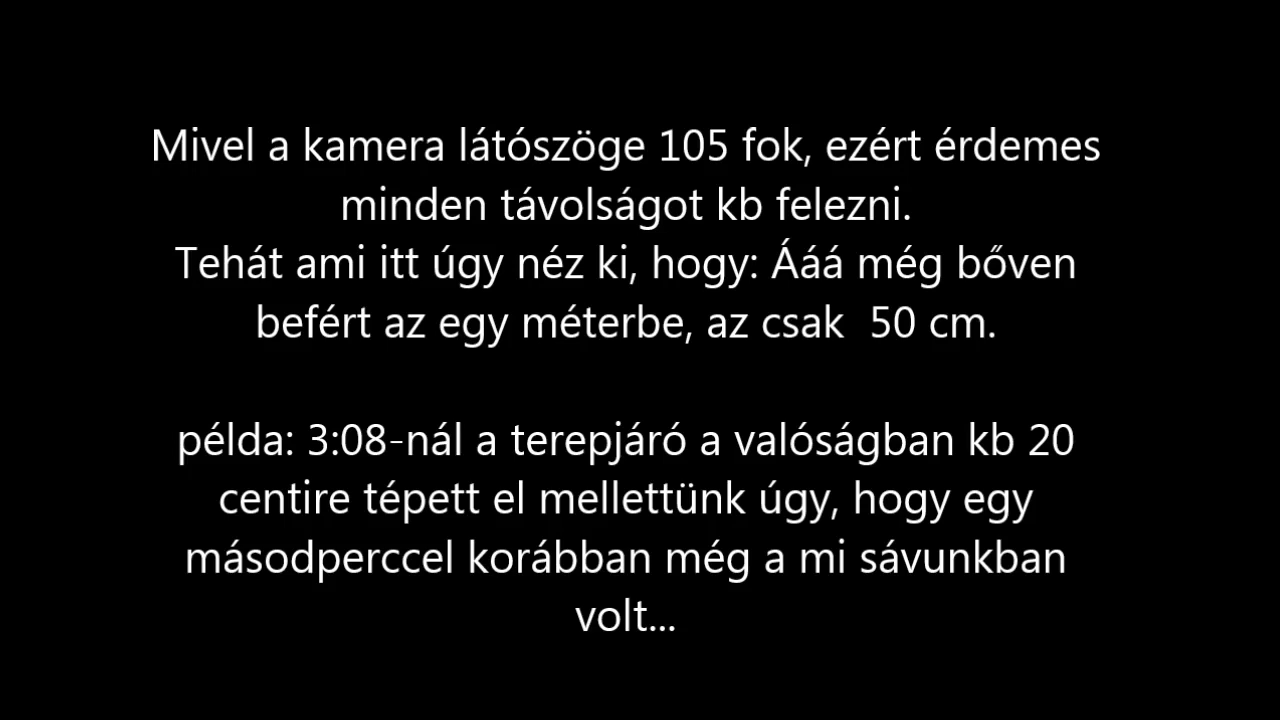 Mivel a kamera látószöge 105 fok, ezért érdemes
minden távolságot kb felezni.
Tehát ami itt úgy néz ki, hogy: Ááá még bőven
befért az egy méterbe, az csak  50 cm.
példa: 3:08-nál a terepjáró a valóságban kb 20
centire tépett el mellettünk úgy, hogy egy
másodperccel korábban még a mi sávunkban
volt...